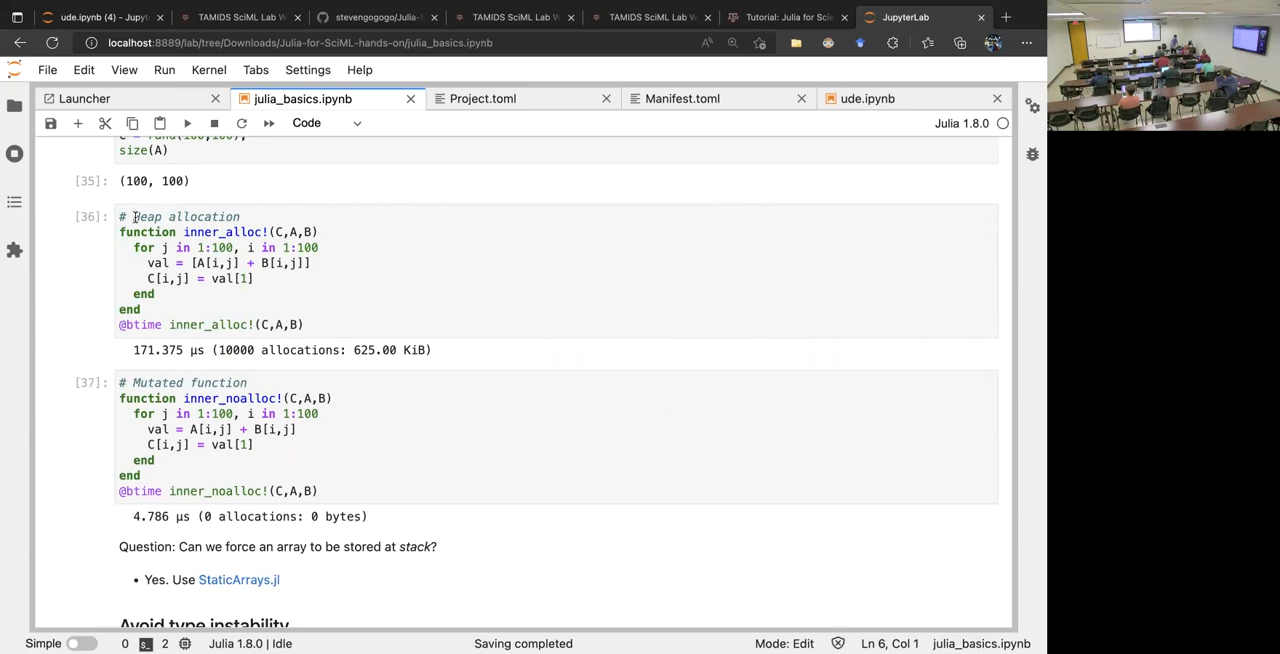 ude.ipynb (4) - Jupyt
TAMIDS SciML Lab W
stevengogogo/Julia-
TAMIDS SciML Lab W
TAMIDS SciML Lab W
Tutorial: Julia for Scie
JupyterLab
localhost:8889/lab/tree/Downloads/Julia-for-SciML-hands-on/julia_basics.ipynb
File Edit View Run Kernel Tabs Settings Help
Launcher
julia_basics.ipynb
Project.toml
Manifest.toml
ude.ipynb
Code
Julia 1.8.0
C = rand(100,100);
size(A)
[35]: (100, 100)
[36]: # Heap allocation
function inner_alloc!(C,A,B)
for j in 1:100, i in 1:100
val = [A[i,j] + B[i,j]]
C[i,j] = val[1]
end
end
@btime inner_alloc!(C,A,B)
171.375 μs (10000 allocations: 625.00 KiB)
[37]: # Mutated function
function inner_noalloc!(C,A,B)
for j in 1:100, i in 1:100
val = A[i,j] + B[i,j]
C[i,j] = val[1]
end
end
@btime inner_noalloc!(C,A,B)
4.786 μs (0 allocations: 0 bytes)
Question: Can we force an array to be stored at stack?
• Yes. Use StaticArrays.jl
Avoid type instability
Simple 0 2 Julia 1.8.0 | Idle Saving completed Mode: Edit Ln 6, Col 1 julia_basics.ipynb